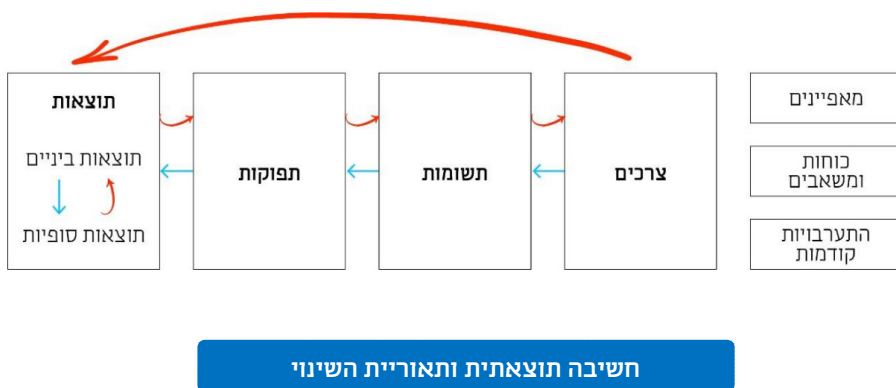 מאפיינים
כוחות
ומשאבים
התערבויות
קודמות
צרכים
תשומות
תפוקות
תוצאות
תוצאות ביניים
תוצאות סופיות
חשיבה תוצאתית ותאוריית השינוי